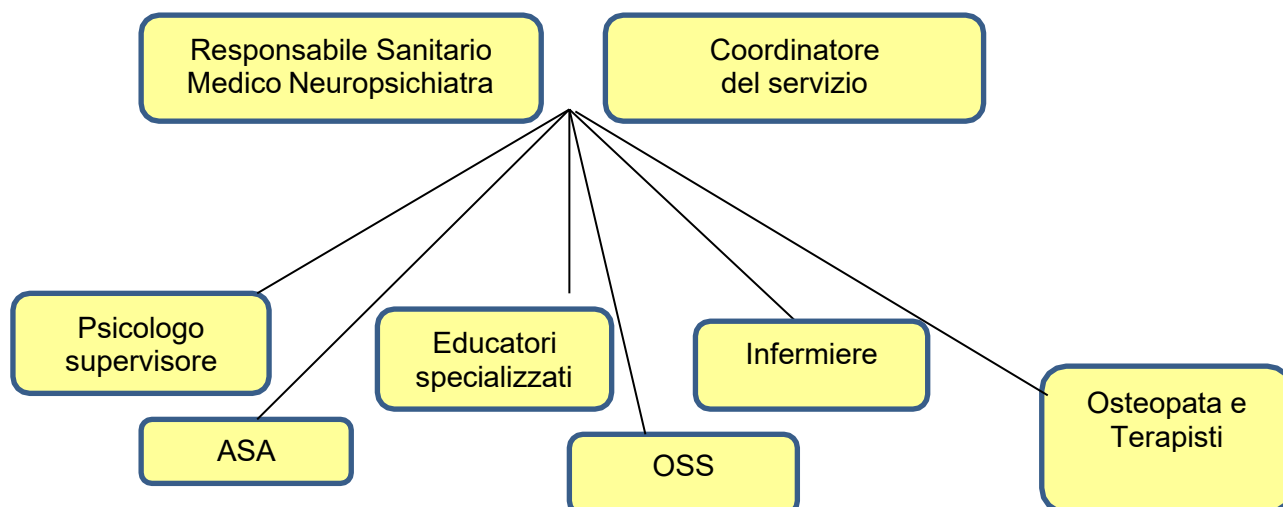 Responsabile Sanitario
Medico Neuropsichiatra
Coordinatore
del servizio
Psicologo
supervisore
Educatori
specializzati
Infermiere
Osteopata e
Terapisti
ASA
OSS